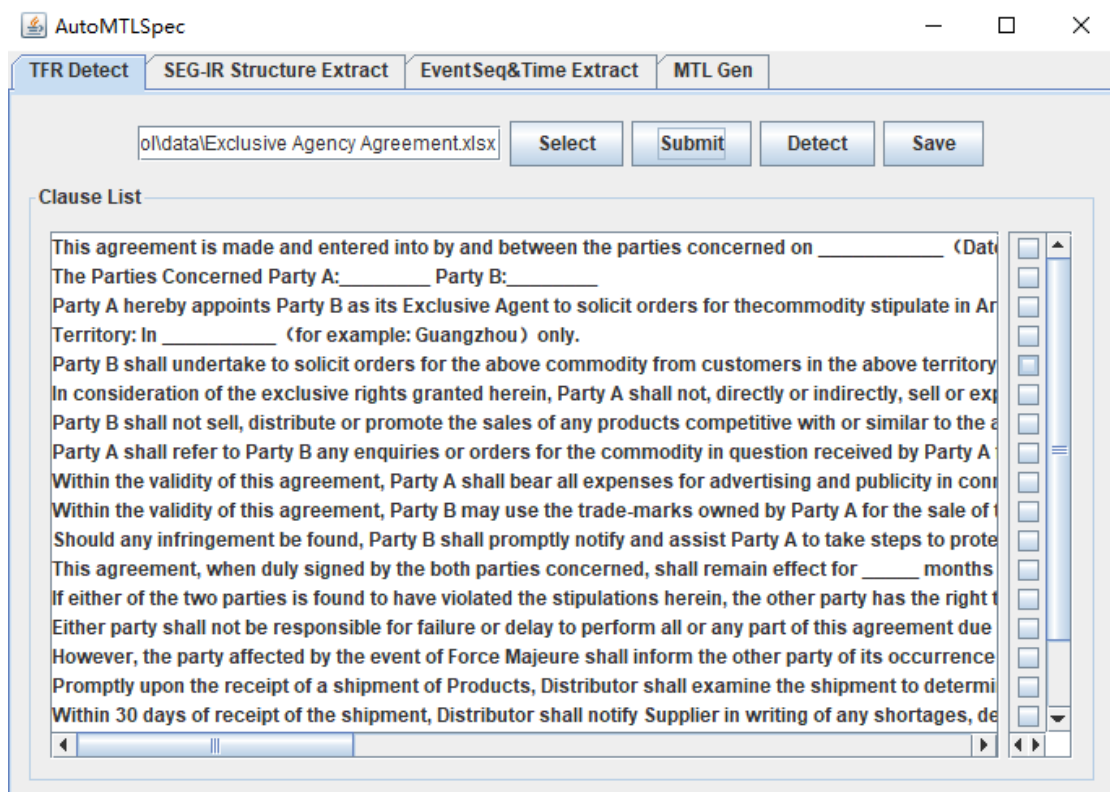 AutoMTLSpec
TFR Detect SEG-IR Structure Extract EventSeq&Time Extract MTL Gen
ol\data\Exclusive Agency Agreement.xlsx Select Submit Detect Save
Clause List
This agreement is made and entered into by and between the parties concerned on ____________ （Date
The Parties Concerned Party A:_________ Party B:_________
Party A hereby appoints Party B as its Exclusive Agent to solicit orders for thecommodity stipulate in Ar
Territory: In ___________ （for example: Guangzhou）only.
Party B shall undertake to solicit orders for the above commodity from customers in the above territory
In consideration of the exclusive rights granted herein, Party A shall not, directly or indirectly, sell or exp
Party B shall not sell, distribute or promote the sales of any products competitive with or similar to the a
Party A shall refer to Party B any enquiries or orders for the commodity in question received by Party A
Within the validity of this agreement, Party A shall bear all expenses for advertising and publicity in conn
Within the validity of this agreement, Party B may use the trade-marks owned by Party A for the sale of t
Should any infringement be found, Party B shall promptly notify and assist Party A to take steps to prote
This agreement, when duly signed by the both parties concerned, shall remain effect for ______ months
If either of the two parties is found to have violated the stipulations herein, the other party has the right t
Either party shall not be responsible for failure or delay to perform all or any part of this agreement due
However, the party affected by the event of Force Majeure shall inform the other party of its occurrence
Promptly upon the receipt of a shipment of Products, Distributor shall examine the shipment to determi
Within 30 days of receipt of the shipment, Distributor shall notify Supplier in writing of any shortages, de